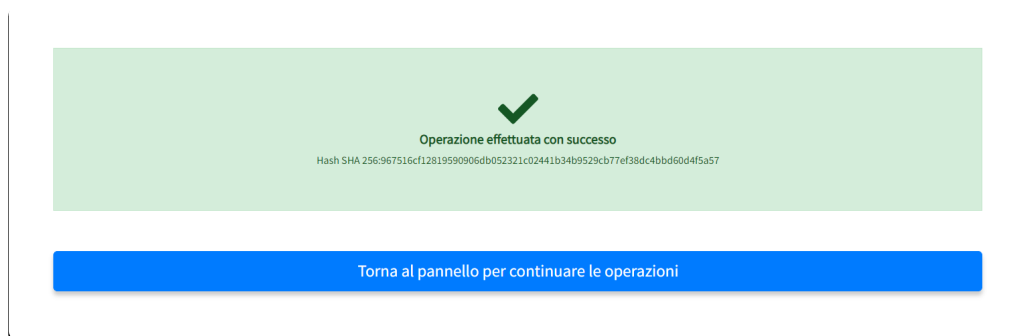 Operazione effettuata con successo
Hash SHA 256:967516cf12819590906db052321c02441b34b9529cb77ef38dc4bbd60d4f5a57
Torna al pannello per continuare le operazioni